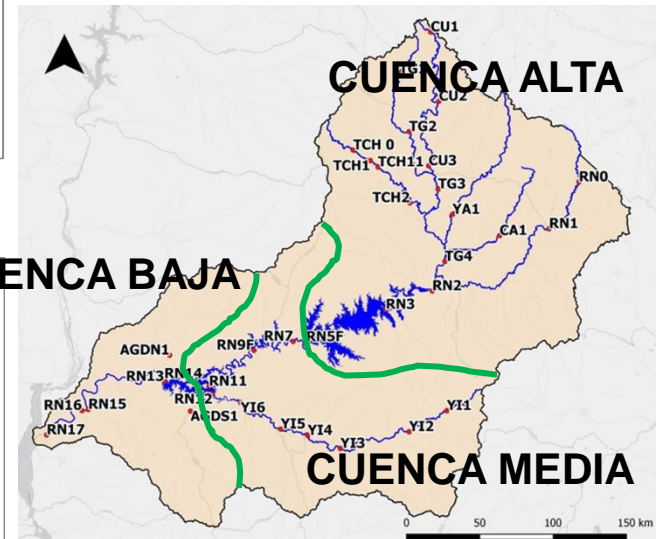 CU1
CUENCA ALTA
CU2
TG2
TCH 0
TCH1
TCH11
CU3
TG3
TCH2
YA1
RN0
RN1
CA1
TG4
RN2
RN3
ENCA BAJA
RN5F
RN7
RN9F
AGDN1
RN13
RN14
RN11
RN12
AGDS1
RN16
RN15
RN17
YI6
YI5
YI4
YI3
YI2
YI1
CUENCA MEDIA
0 50 100 150 km